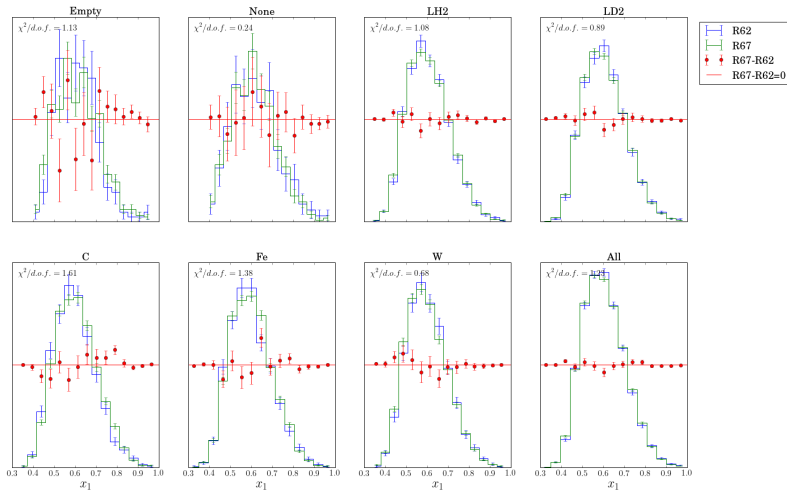 Empty
None
LH2
LD2
χ²/d.o.f. = 1.13
χ²/d.o.f. = 0.24
χ²/d.o.f. = 1.08
χ²/d.o.f. = 0.89
R62
R67
R67-R62
R67-R62=0
C
Fe
W
All
χ²/d.o.f. = 1.61
χ²/d.o.f. = 1.38
χ²/d.o.f. = 0.68
χ²/d.o.f. =
0.3 0.4 0.5 0.6 0.7 0.8 0.9 1.0
0.3 0.4 0.5 0.6 0.7 0.8 0.9 1.0
0.3 0.4 0.5 0.6 0.7 0.8 0.9 1.0
0.3 0.4 0.5 0.6 0.7 0.8 0.9 1.0
x₁
x₁
x₁
x₁